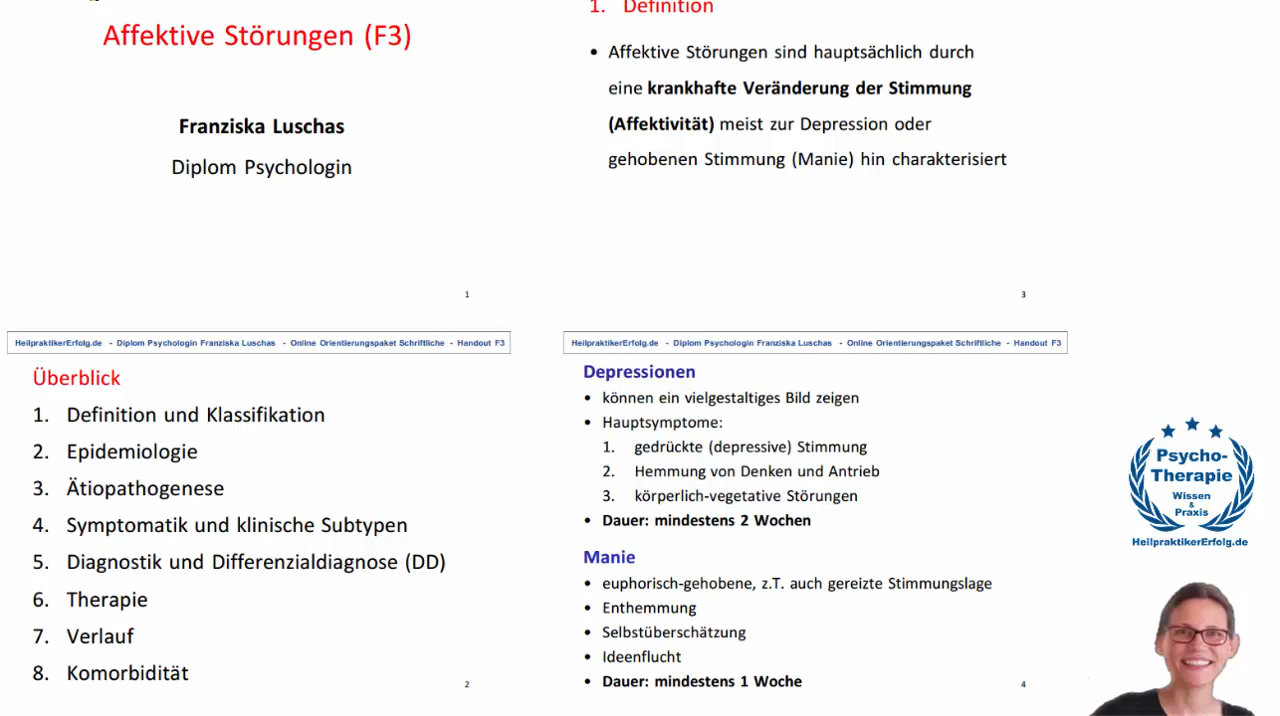 Affektive Störungen (F3)
Franziska Luschas
Diplom Psychologin
1
HeilpraktikerErfolg.de - Diplom Psychologin Franziska Luschas - Online Orientierungspaket Schriftliche - Handout F3
Überblick
1. Definition und Klassifikation
2. Epidemiologie
3. Ätiopathogenese
4. Symptomatik und klinische Subtypen
5. Diagnostik und Differenzialdiagnose (DD)
6. Therapie
7. Verlauf
8. Komorbidität
2
1. Definition
• Affektive Störungen sind hauptsächlich durch
eine krankhafte Veränderung der Stimmung
(Affektivität) meist zur Depression oder
gehobenen Stimmung (Manie) hin charakterisiert
3
HeilpraktikerErfolg.de - Diplom Psychologin Franziska Luschas - Online Orientierungspaket Schriftliche - Handout F3
Depressionen
• können ein vielgestaltiges Bild zeigen
• Hauptsymptome:
1. gedrückte (depressive) Stimmung
2. Hemmung von Denken und Antrieb
3. körperlich-vegetative Störungen
• Dauer: mindestens 2 Wochen
Manie
• euphorisch-gehobene, z.T. auch gereizte Stimmungslage
• Enthemmung
• Selbstüberschätzung
• Ideenflucht
• Dauer: mindestens 1 Woche
4
Psycho-
Therapie
Wissen
&
Praxis
HeilpraktikerErfolg.de